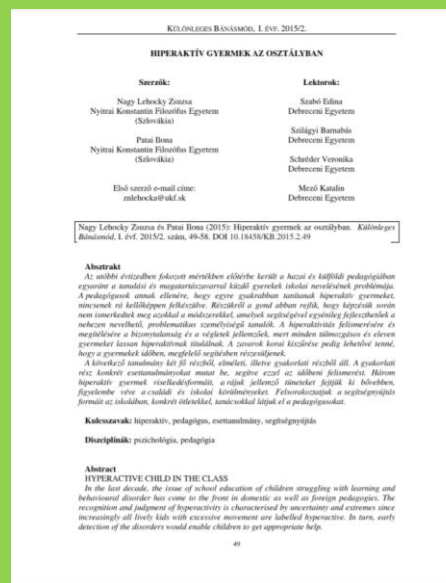 KÜLÖNLEGES BÁNÁSMÓD, I. ÉVF. 2015/2.
HIPERAKTÍV GYERMEK AZ OSZTÁLYBAN
Szerzők:
Nagy Lehocky Zsuzsa
Nyitrai Konstantin Filozófus Egyetem
(Szlovákia)
Patai Ilona
Nyitrai Konstantin Filozófus Egyetem
(Szlovákia)
Első szerző e-mail címe:
znlehocka@ukf.sk
Lektorok:
Szabó Edina
Debreceni Egyetem
Szilágyi Barnabás
Debreceni Egyetem
Schréder Veronika
Debreceni Egyetem
Mező Katalin
Debreceni Egyetem
Nagy Lehocky Zsuzsa és Patai Ilona (2015): Hiperaktív gyermek az osztályban. Különleges
Bánásmód, I. évf. 2015/2. szám, 49-58. DOI 10.18458/KB.2015.2.49
Absztrakt
Az utóbbi évtizedben fokozott mértékben előtérbe került a hazai és külföldi pedagógiában
egyaránt a tanulási és magatartászavarral küzdő gyerekek iskolai nevelésének problémája.
A pedagógusok annak ellenére, hogy egyre gyakrabban tanítanak hiperaktív gyermeket,
nincsenek rá kellőképpen felkészülve. Részükről a gond abban rejlik, hogy képzésük során
nem ismerkedtek meg azokkal a módszerekkel, amelyek segítségével egyénileg fejleszthetőek a
nehezen nevelhető, problematikus személyiségű tanulók. A hiperaktivitás felismerésére és
megítélésére a bizonytalanság és a végletek jellemzőek, mert minden túlmozgásos és eleven
gyermeket lassan hiperaktívnak titulálnak. A zavarok korai kiszűrése pedig lehetővé tenné,
hogy a gyermekek időben, megfelelő segítésben részesüljenek.
A következő tanulmány két fő részből, elméleti, illetve gyakorlati részből áll. A gyakorlati
rész konkrét esettanulmányokat mutat be, segítve ezzel az időbeni felismerést. Három
hiperaktív gyermek viselkedésformáit, a rájuk jellemző tüneteket fejtjük ki bővebben,
figyelembe véve a családi és iskolai körülményeket. Felsorakoztatjuk a segítségnyújtás
formáit az iskolában, konkrét ötletekkel, tanácsokkal látjuk el a pedagógusokat.
Kulcsszavak: hiperaktív, pedagógus, esettanulmány, segítségnyújtás
Diszciplínák: pszichológia, pedagógia
Abstract
HYPERACTIVE CHILD IN THE CLASS
In the last decade, the issue of school education of children struggling with learning and
behavioural disorder has come to the front in domestic as well as foreign pedagogies. The
recognition and judgment of hyperactivity is characterised by uncertainty and extremes since
increasingly all lively kids with excessive movement are labelled hyperactive. In turn, early
detection of the disorders would enable children to get appropriate help.
49